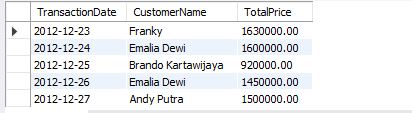 TransactionDate CustomerName TotalPrice
2012-12-23 Franky 1630000.00
2012-12-24 Emalia Dewi 1600000.00
2012-12-25 Brando Kartawijaya 920000.00
2012-12-26 Emalia Dewi 1450000.00
2012-12-27 Andy Putra 1500000.00